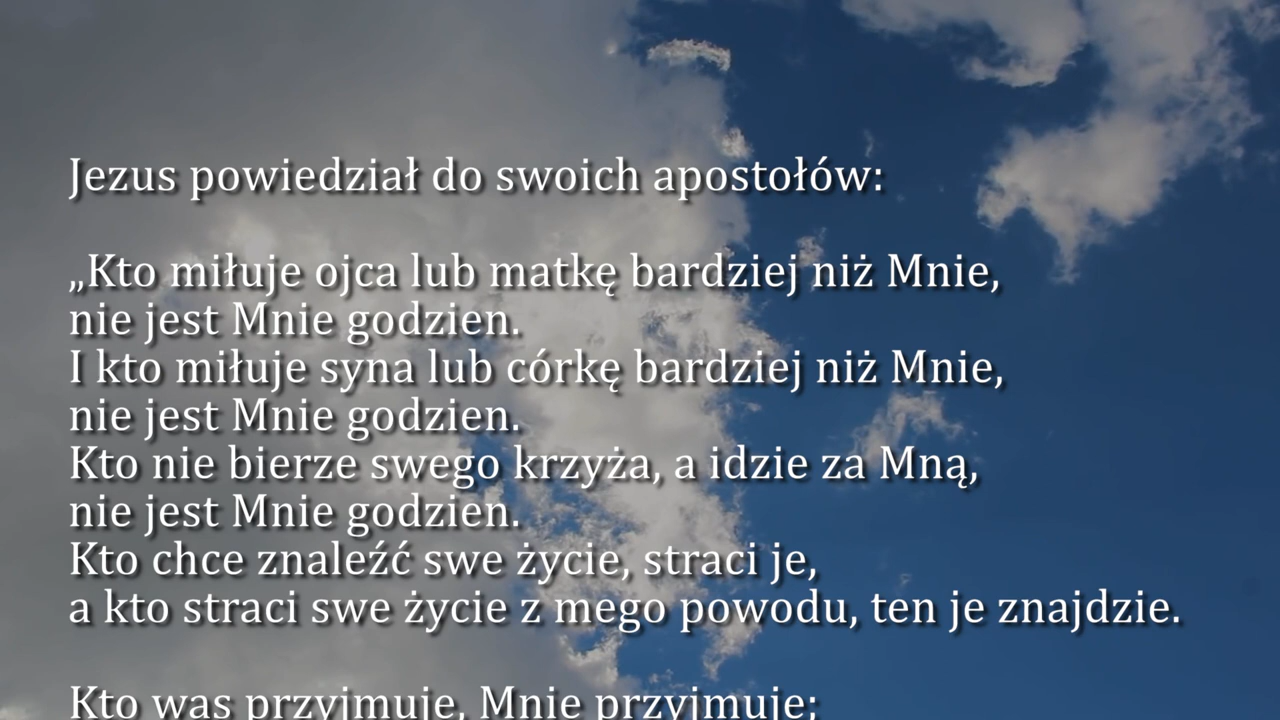 Jezus powiedział do swoich apostołów:
„Kto miłuje ojca lub matkę bardziej niż Mnie,
nie jest Mnie godzien.
I kto miłuje syna lub córkę bardziej niż Mnie,
nie jest Mnie godzien.
Kto nie bierze swego krzyża, a idzie za Mną,
nie jest Mnie godzien.
Kto chce znaleźć swe życie, straci je,
a kto straci swe życie z mego powodu, ten je znajdzie.
Kto was przyjmuje, Mnie przyjmuje;